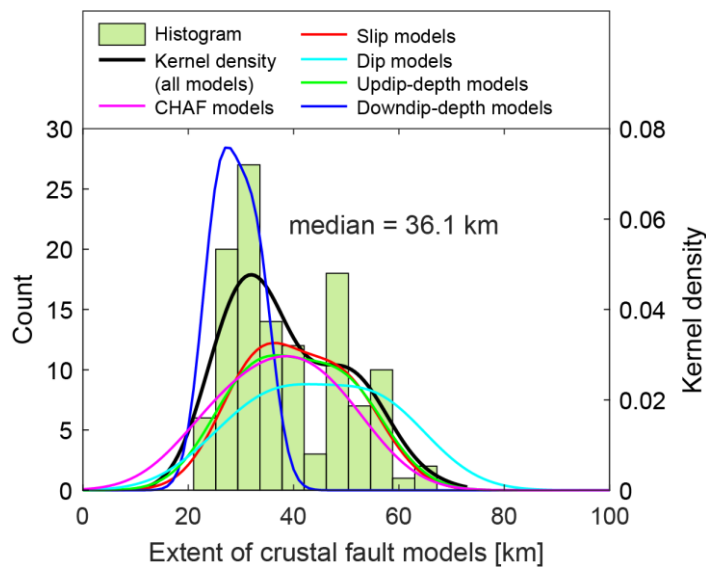 Histogram
Kernel density
(all models)
CHAF models
Slip models
Dip models
Updip-depth models
Downdip-depth models
30
25
20
15
10
5
0
Count
median = 36.1 km
0.08
0.06
0.04
0.02
0
Kernel density
0 20 40 60 80 100
Extent of crustal fault models [km]